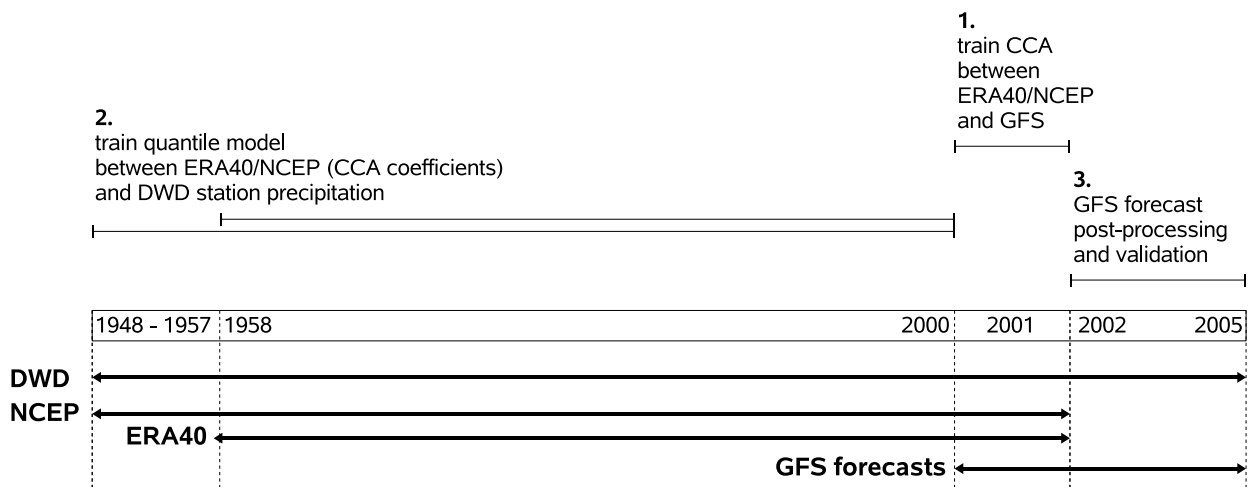 1.
train CCA
between
ERA40/NCEP
and GFS
2.
train quantile model
between ERA40/NCEP (CCA coefficients)
and DWD station precipitation
3.
GFS forecast
post-processing
and validation
1948 - 1957 1958 2000 2001 2002 2005
DWD
NCEP
ERA40
GFS forecasts